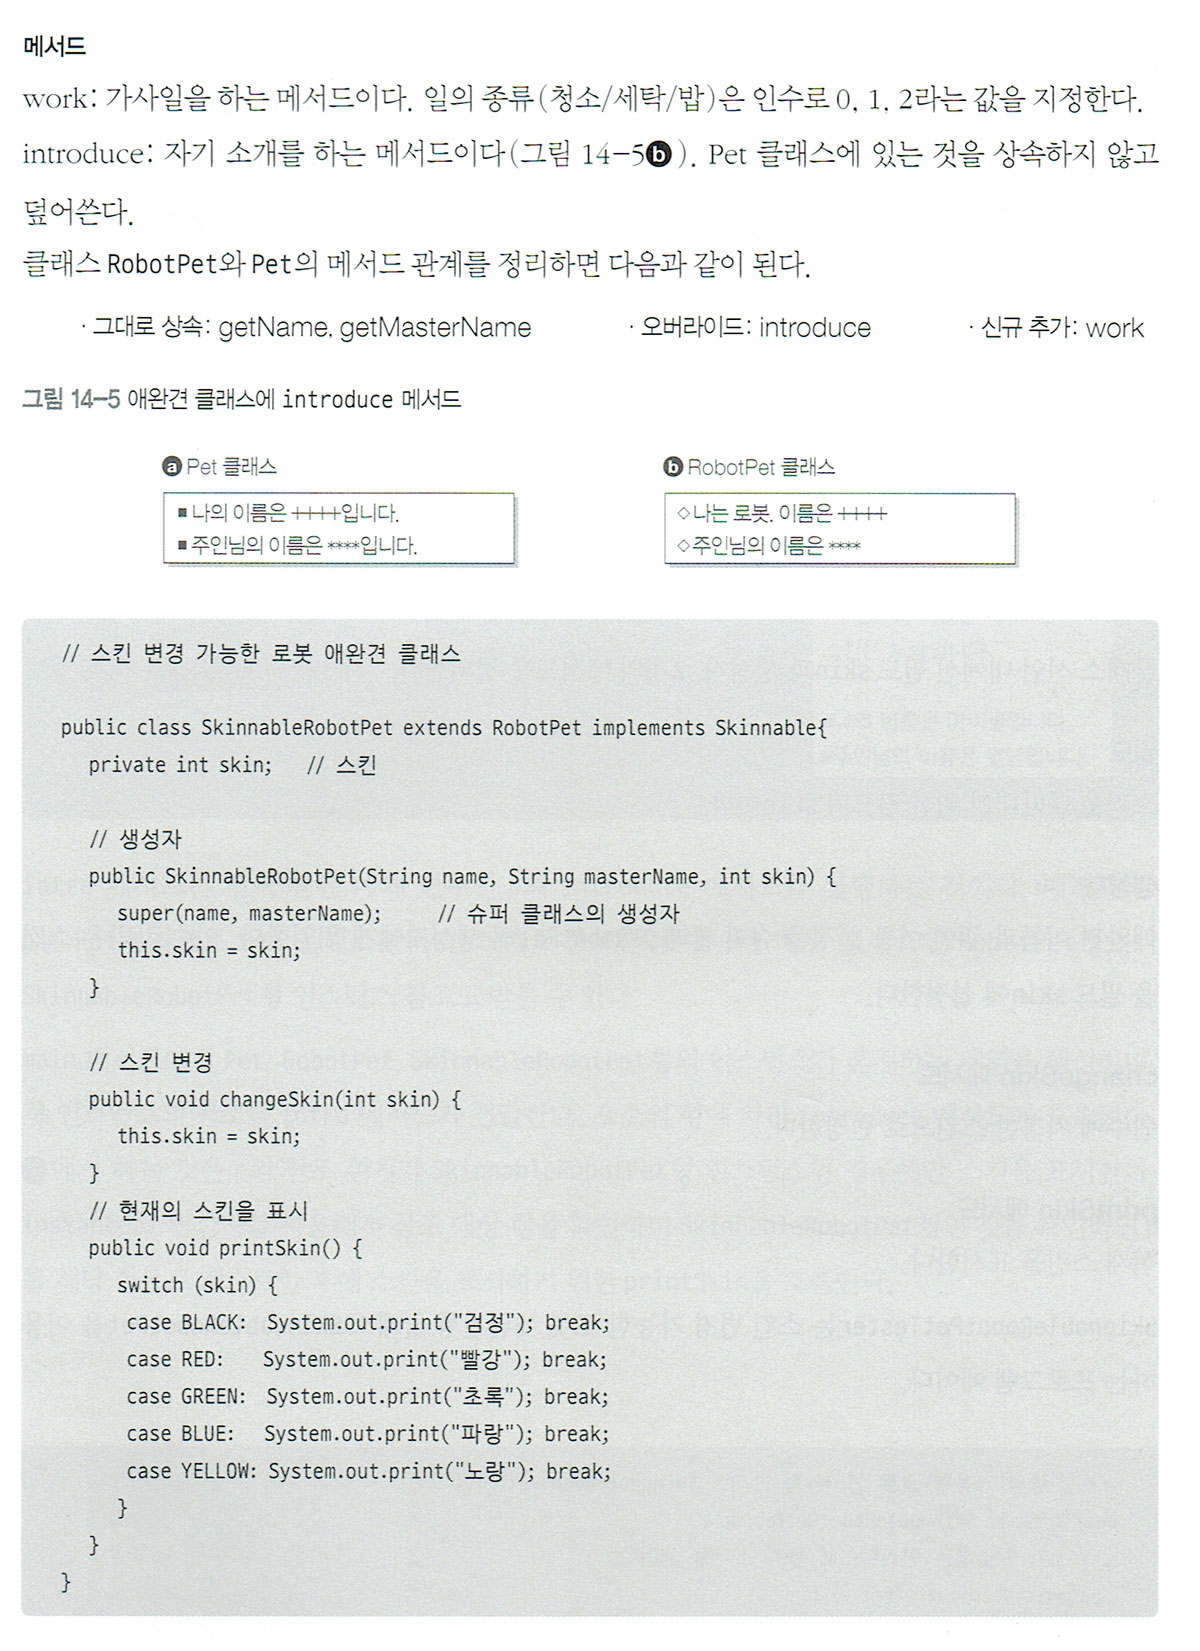 메서드
work: 가사일을 하는 메서드이다. 일의 종류(청소/세탁/밥)은 인수로 0, 1, 2라는 값을 지정한다.
introduce: 자기 소개를 하는 메서드이다(그림 14-5ⓑ). Pet 클래스에 있는 것을 상속하지 않고
덮어쓴다.
클래스 RobotPet와 Pet의 메서드 관계를 정리하면 다음과 같이 된다.
· 그대로 상속: getName, getMasterName · 오버라이드: introduce · 신규 추가: work
그림 14-5 애완견 클래스에 introduce 메서드
ⓐ Pet 클래스
■ 나의 이름은 ++++입니다.
■ 주인님의 이름은 ****입니다.
ⓑ RobotPet 클래스
◇나는 로봇. 이름은 ++++
◇주인님의 이름은 ****
// 스킨 변경 가능한 로봇 애완견 클래스
public class SkinnableRobotPet extends RobotPet implements Skinnable{
private int skin; // 스킨
// 생성자
public SkinnableRobotPet(String name, String masterName, int skin) {
super(name, masterName); // 슈퍼 클래스의 생성자
this.skin = skin;
}
// 스킨 변경
public void changeSkin(int skin) {
this.skin = skin;
}
// 현재의 스킨을 표시
public void printSkin() {
switch (skin) {
case BLACK: System.out.print("검정"); break;
case RED: System.out.print("빨강"); break;
case GREEN: System.out.print("초록"); break;
case BLUE: System.out.print("파랑"); break;
case YELLOW: System.out.print("노랑"); break;
}
}
}